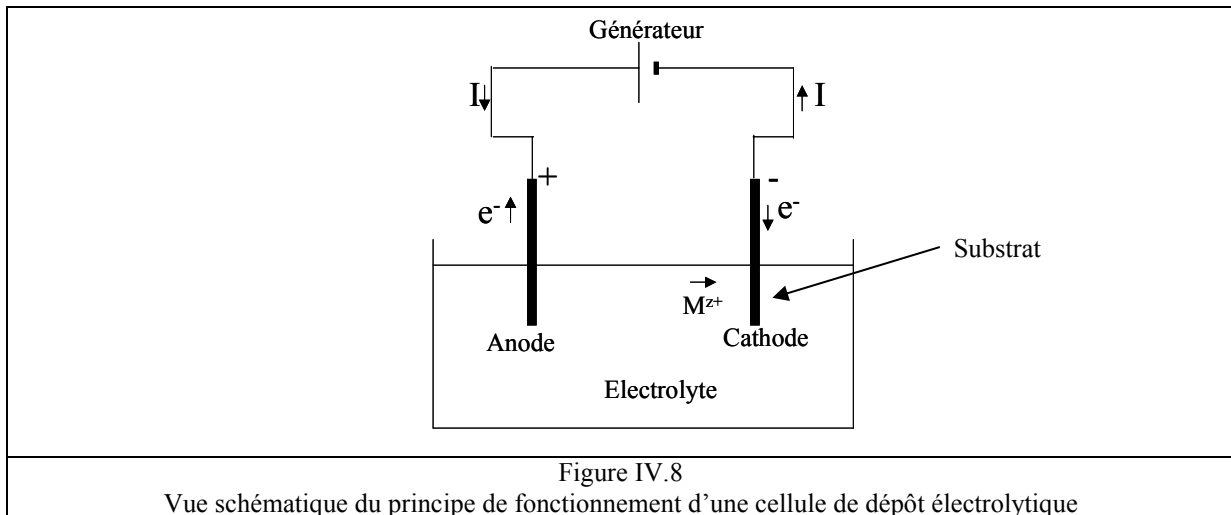 Générateur
I
I
+
-
e-
e-
Substrat
Mz+
Anode
Cathode
Electrolyte
Figure IV.8
Vue schématique du principe de fonctionnement d'une cellule de dépôt électrolytique